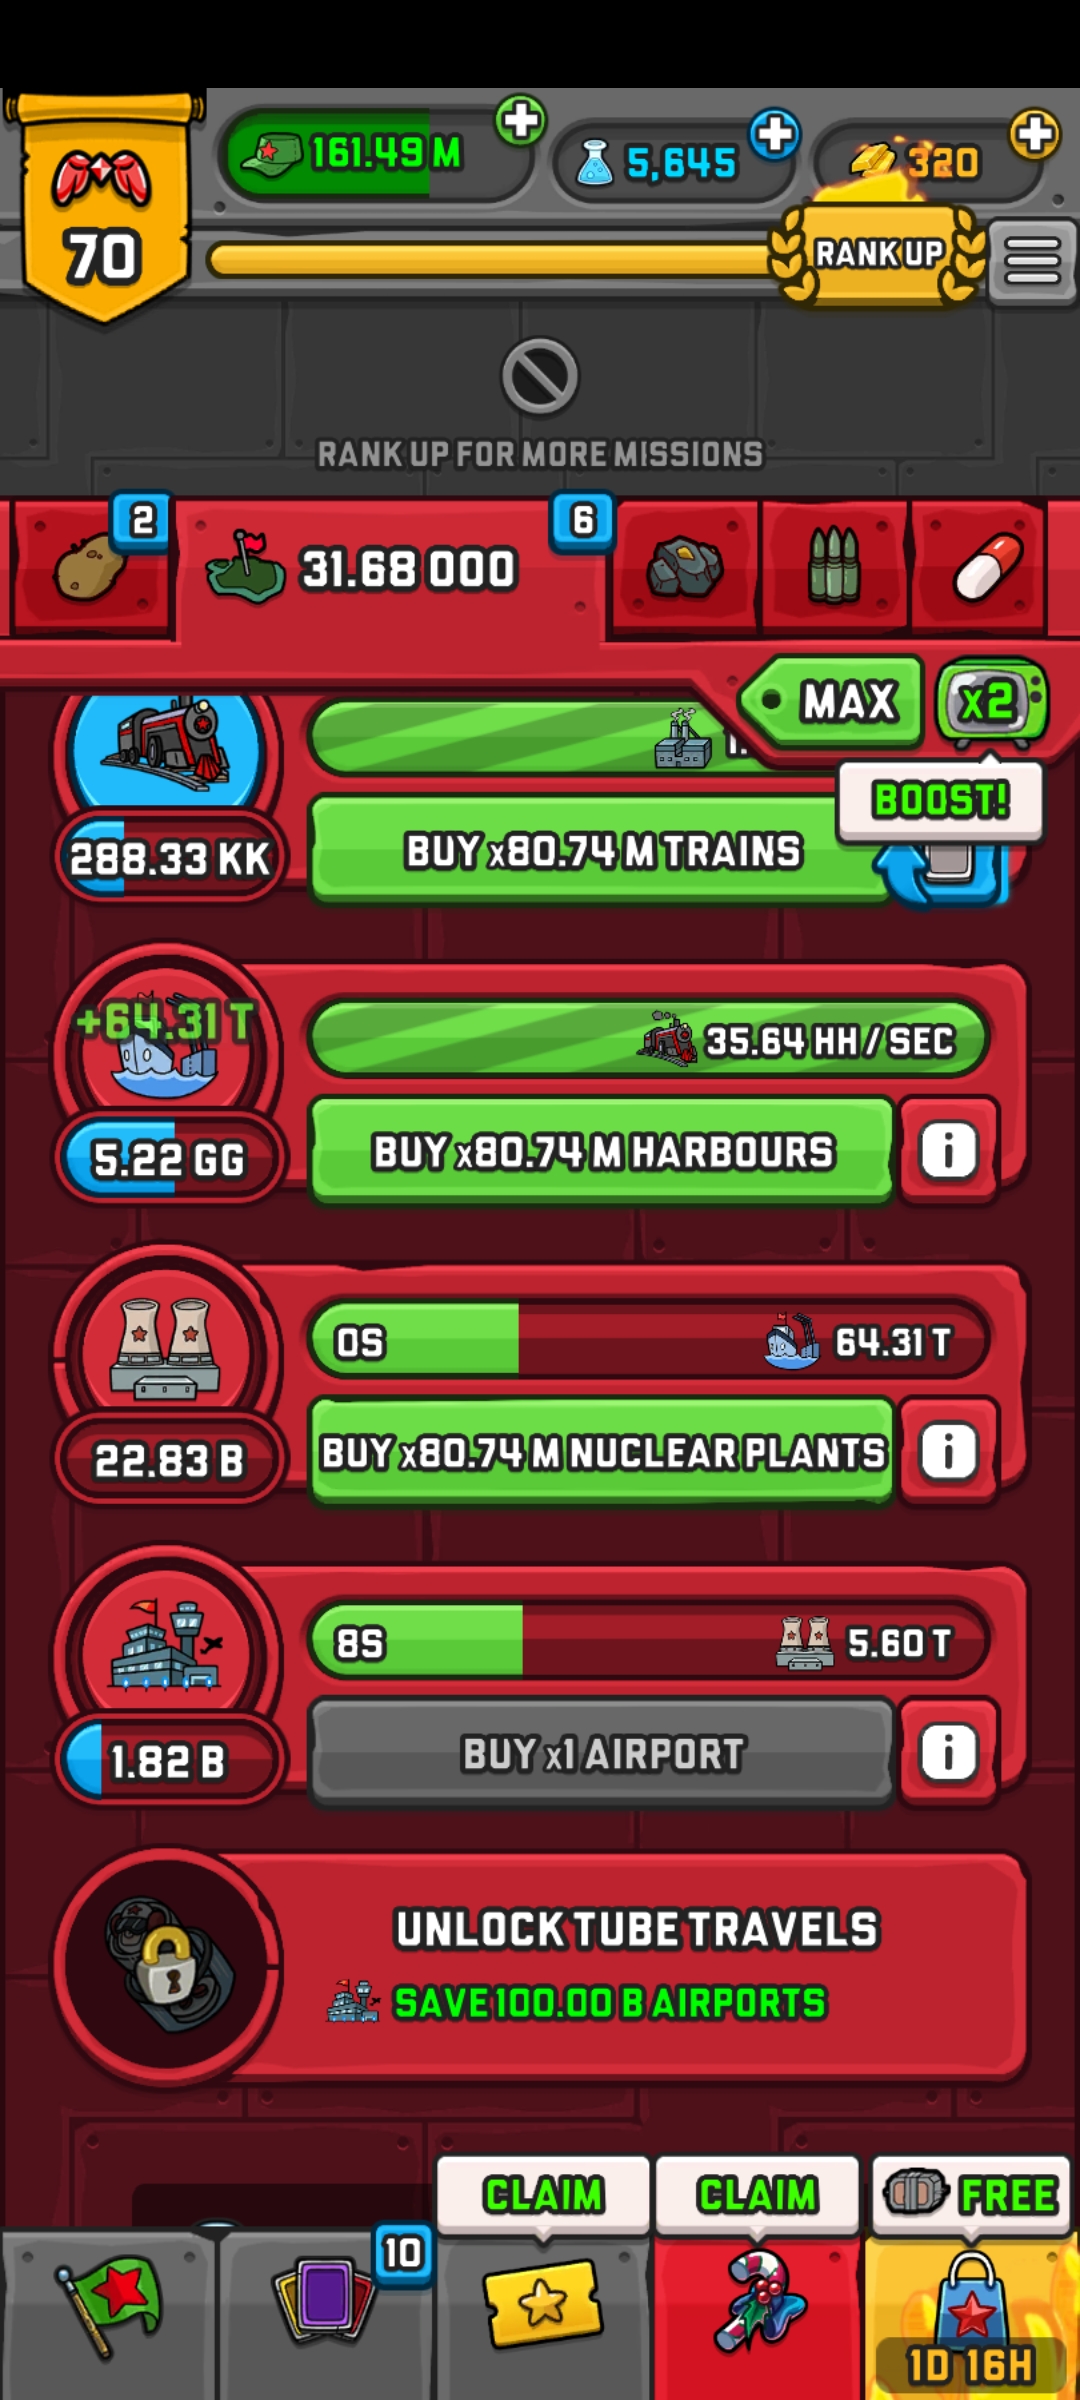 161.49 M
5,645
320
70
RANK UP
RANK UP FOR MORE MISSIONS
2
31.68 000
6
MAX
x2
BOOST!
288.33 KK
BUY x80.74 M TRAINS
+64.31 T
35.64 HH / SEC
5.22 GG
BUY x80.74 M HARBOURS
i
0S
64.31 T
22.83 B
BUY x80.74 M NUCLEAR PLANTS
i
8S
5.60 T
1.82 B
BUY x1 AIRPORT
i
UNLOCK TUBE TRAVELS
SAVE 100.00 B AIRPORTS
CLAIM
CLAIM
FREE
10
1D 16H